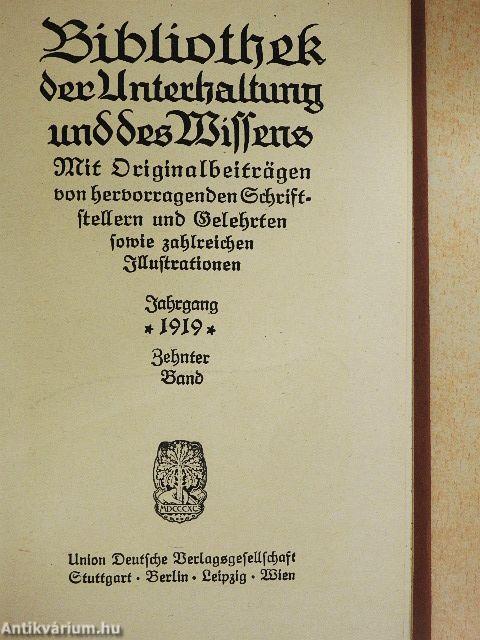 Bibliothek
der Unterhaltung
und des Wissens
Mit Originalbeiträgen
von hervorragenden Schrift-
stellern und Gelehrten
sowie zahlreichen
Illustrationen
Jahrgang
* 1919 *
Zehnter
Band
MDCCCXC
Union Deutsche Verlagsgesellschaft
Stuttgart · Berlin · Leipzig · Wien
Antikvárium.hu